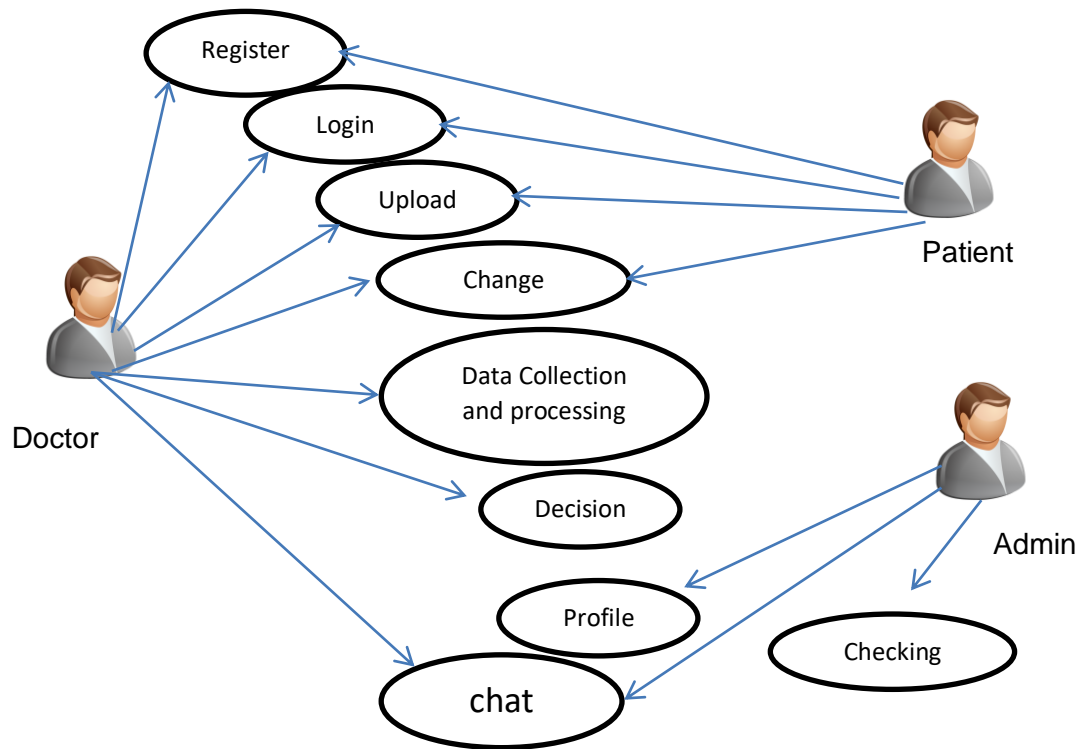 Register
Login
Upload
Patient
Change
Data Collection
and processing
Doctor
Decision
Admin
Profile
Checking
chat